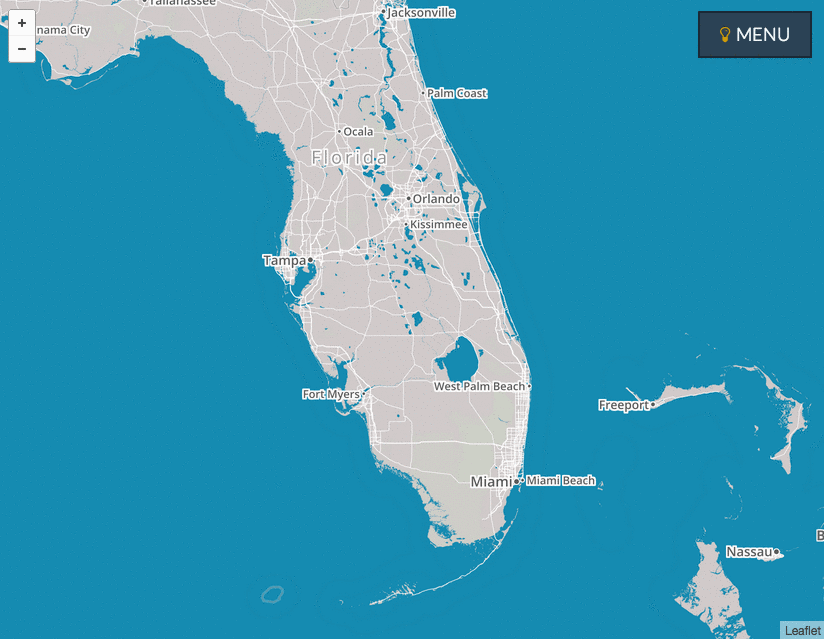 Tallahassee
Jacksonville
+
nama City
MENU
−
Palm Coast
Ocala
Florida
Orlando
Kissimmee
Tampa
West Palm Beach
Fort Myers
Freeport
Miami
Miami Beach
Nassau
B
Leaflet